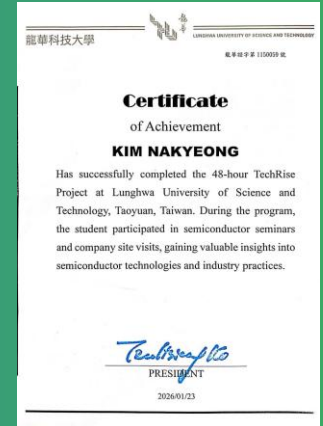 龍華科技大學
LUNGHWA UNIVERSITY OF SCIENCE AND TECHNOLOGY
龍華證字第 1150059 號
Certificate
of Achievement
KIM NAKYEONG
Has successfully completed the 48-hour TechRise
Project at Lunghwa University of Science and
Technology, Taoyuan, Taiwan. During the program,
the student participated in semiconductor seminars
and company site visits, gaining valuable insights into
semiconductor technologies and industry practices.
PRESIDENT
2026/01/23